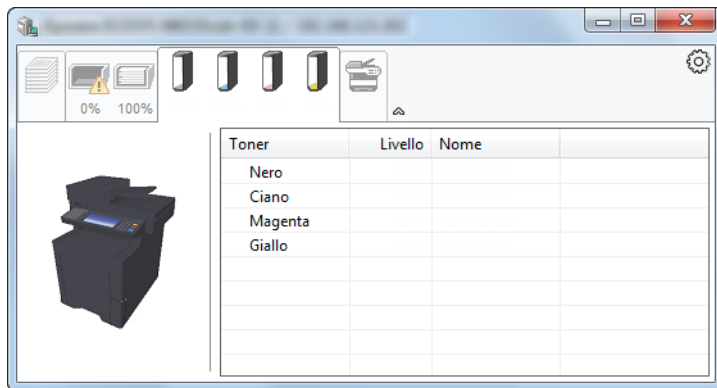 0% 100%
Toner Livello Nome
Nero
Ciano
Magenta
Giallo